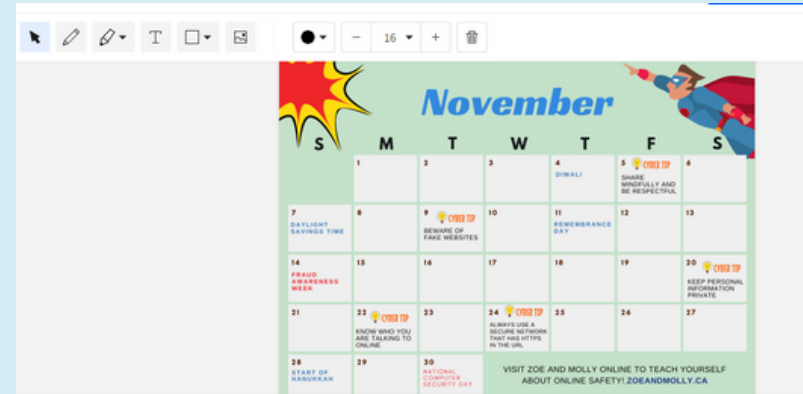 T
16
November
S M T W T F S
1 2 3 4 5 CYBER TIP 6
DIWALI
SHARE
MINDFULLY AND
BE RESPECTFUL
7 8 9 CYBER TIP 10 11 12 13
DAYLIGHT
SAVINGS TIME
BEWARE OF
FAKE WEBSITES
REMEMBRANCE
DAY
14 15 16 17 18 19 20 CYBER TIP
FRAUD
AWARENESS
WEEK
KEEP PERSONAL
INFORMATION
PRIVATE
21 22 CYBER TIP 23 24 CYBER TIP 25 26 27
KNOW WHO YOU
ARE TALKING TO
ONLINE
ALWAYS USE A
SECURE NETWORK
THAT HAS HTTPS
IN THE URL
28 29 30
START OF
HANUKKAH
NATIONAL
COMPUTER
SECURITY DAY
VISIT ZOE AND MOLLY ONLINE TO TEACH YOURSELF
ABOUT ONLINE SAFETY! ZOEANDMOLLY.CA